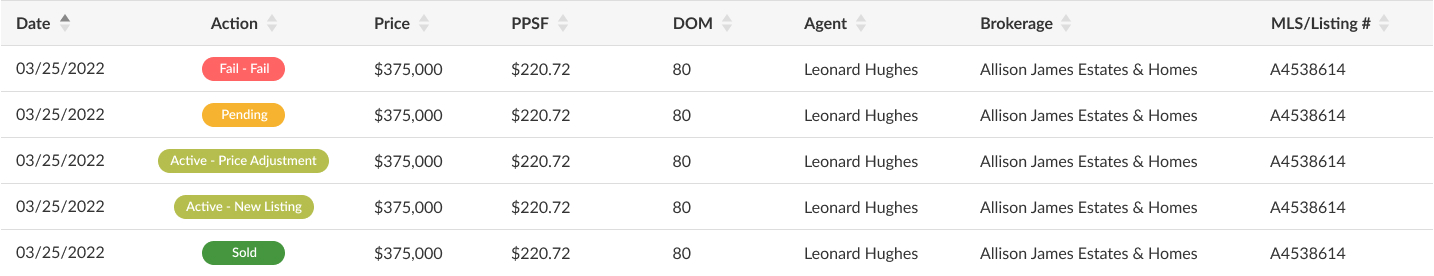 Date Action Price PPSF DOM Agent Brokerage MLS/Listing #
03/25/2022 Fail - Fail $375,000 $220.72 80 Leonard Hughes Allison James Estates & Homes A4538614
03/25/2022 Pending $375,000 $220.72 80 Leonard Hughes Allison James Estates & Homes A4538614
03/25/2022 Active - Price Adjustment $375,000 $220.72 80 Leonard Hughes Allison James Estates & Homes A4538614
03/25/2022 Active - New Listing $375,000 $220.72 80 Leonard Hughes Allison James Estates & Homes A4538614
03/25/2022 Sold $375,000 $220.72 80 Leonard Hughes Allison James Estates & Homes A4538614